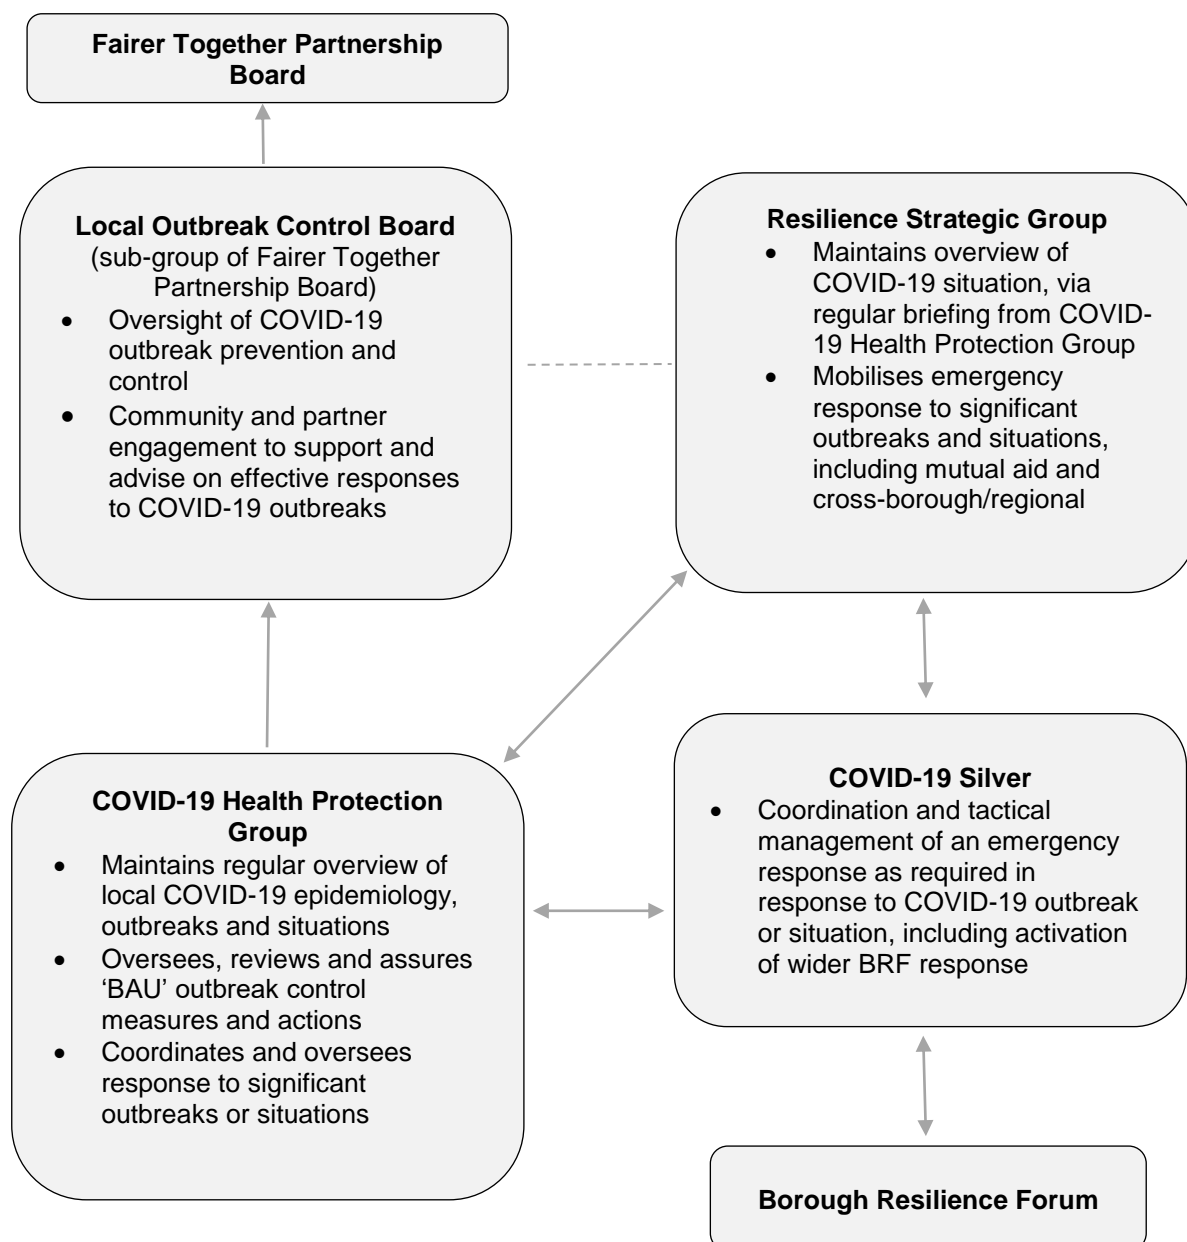 Fairer Together Partnership
Board
Local Outbreak Control Board
(sub-group of Fairer Together
Partnership Board)
• Oversight of COVID-19
outbreak prevention and
control
• Community and partner
engagement to support and
advise on effective responses
to COVID-19 outbreaks
Resilience Strategic Group
• Maintains overview of
COVID-19 situation, via
regular briefing from COVID-
19 Health Protection Group
• Mobilises emergency
response to significant
outbreaks and situations,
including mutual aid and
cross-borough/regional
COVID-19 Health Protection
Group
• Maintains regular overview of
local COVID-19 epidemiology,
outbreaks and situations
• Oversees, reviews and assures
‘BAU’ outbreak control
measures and actions
• Coordinates and oversees
response to significant
outbreaks or situations
COVID-19 Silver
• Coordination and tactical
management of an emergency
response as required in
response to COVID-19 outbreak
or situation, including activation
of wider BRF response
Borough Resilience Forum